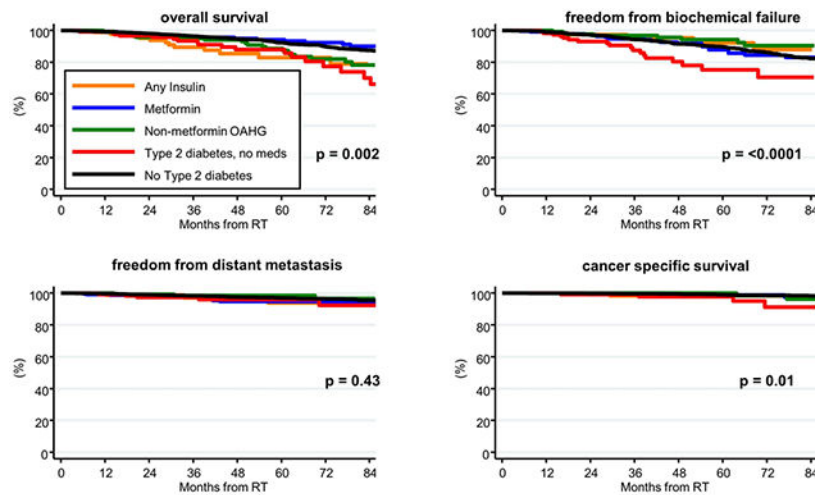 overall survival
100
80
60
40
20
0
(%)
Any Insulin
Metformin
Non-metformin OAHG
Type 2 diabetes, no meds
No Type 2 diabetes
p = 0.002
0 12 24 36 48 60 72 84
Months from RT
freedom from biochemical failure
100
80
60
40
20
0
(%)
p = <0.0001
0 12 24 36 48 60 72 84
Months from RT
freedom from distant metastasis
100
80
60
40
20
0
(%)
p = 0.43
0 12 24 36 48 60 72 84
Months from RT
cancer specific survival
100
80
60
40
20
0
(%)
p = 0.01
0 12 24 36 48 60 72 84
Months from RT